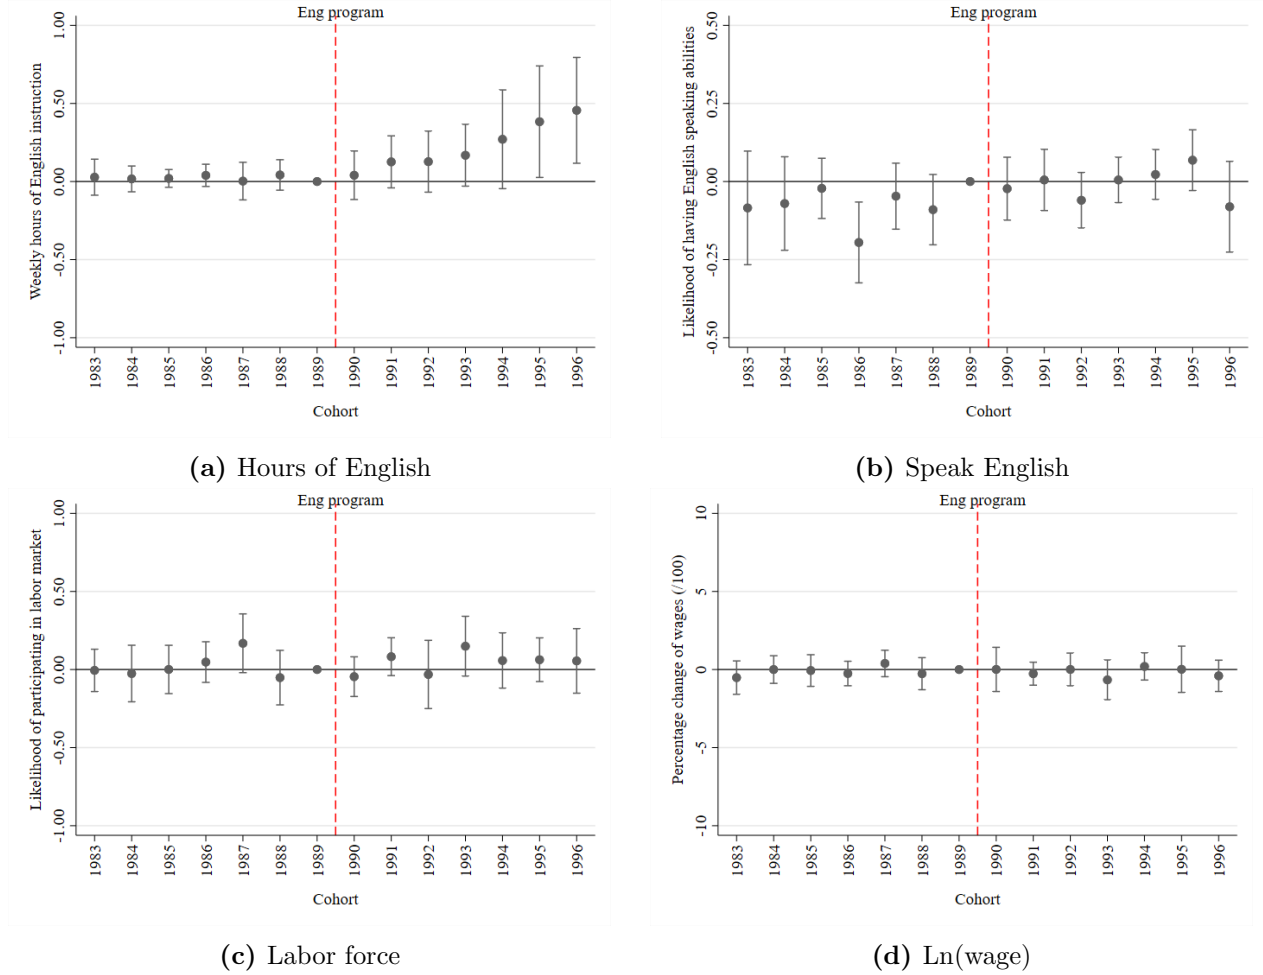 Eng program
Weekly hours of English instruction
1.00
0.50
0.00
-0.50
-1.00
1983 1984 1985 1986 1987 1988 1989 1990 1991 1992 1993 1994 1995 1996
Cohort
(a) Hours of English
Eng program
Likelihood of having English speaking abilities
0.50
0.25
0.00
-0.25
-0.50
1983 1984 1985 1986 1987 1988 1989 1990 1991 1992 1993 1994 1995 1996
Cohort
(b) Speak English
Eng program
Likelihood of participating in labor market
1.00
0.50
0.00
-0.50
-1.00
1983 1984 1985 1986 1987 1988 1989 1990 1991 1992 1993 1994 1995 1996
Cohort
(c) Labor force
Eng program
Percentage change of wages (/100)
10
5
0
-5
-10
1983 1984 1985 1986 1987 1988 1989 1990 1991 1992 1993 1994 1995 1996
Cohort
(d) Ln(wage)